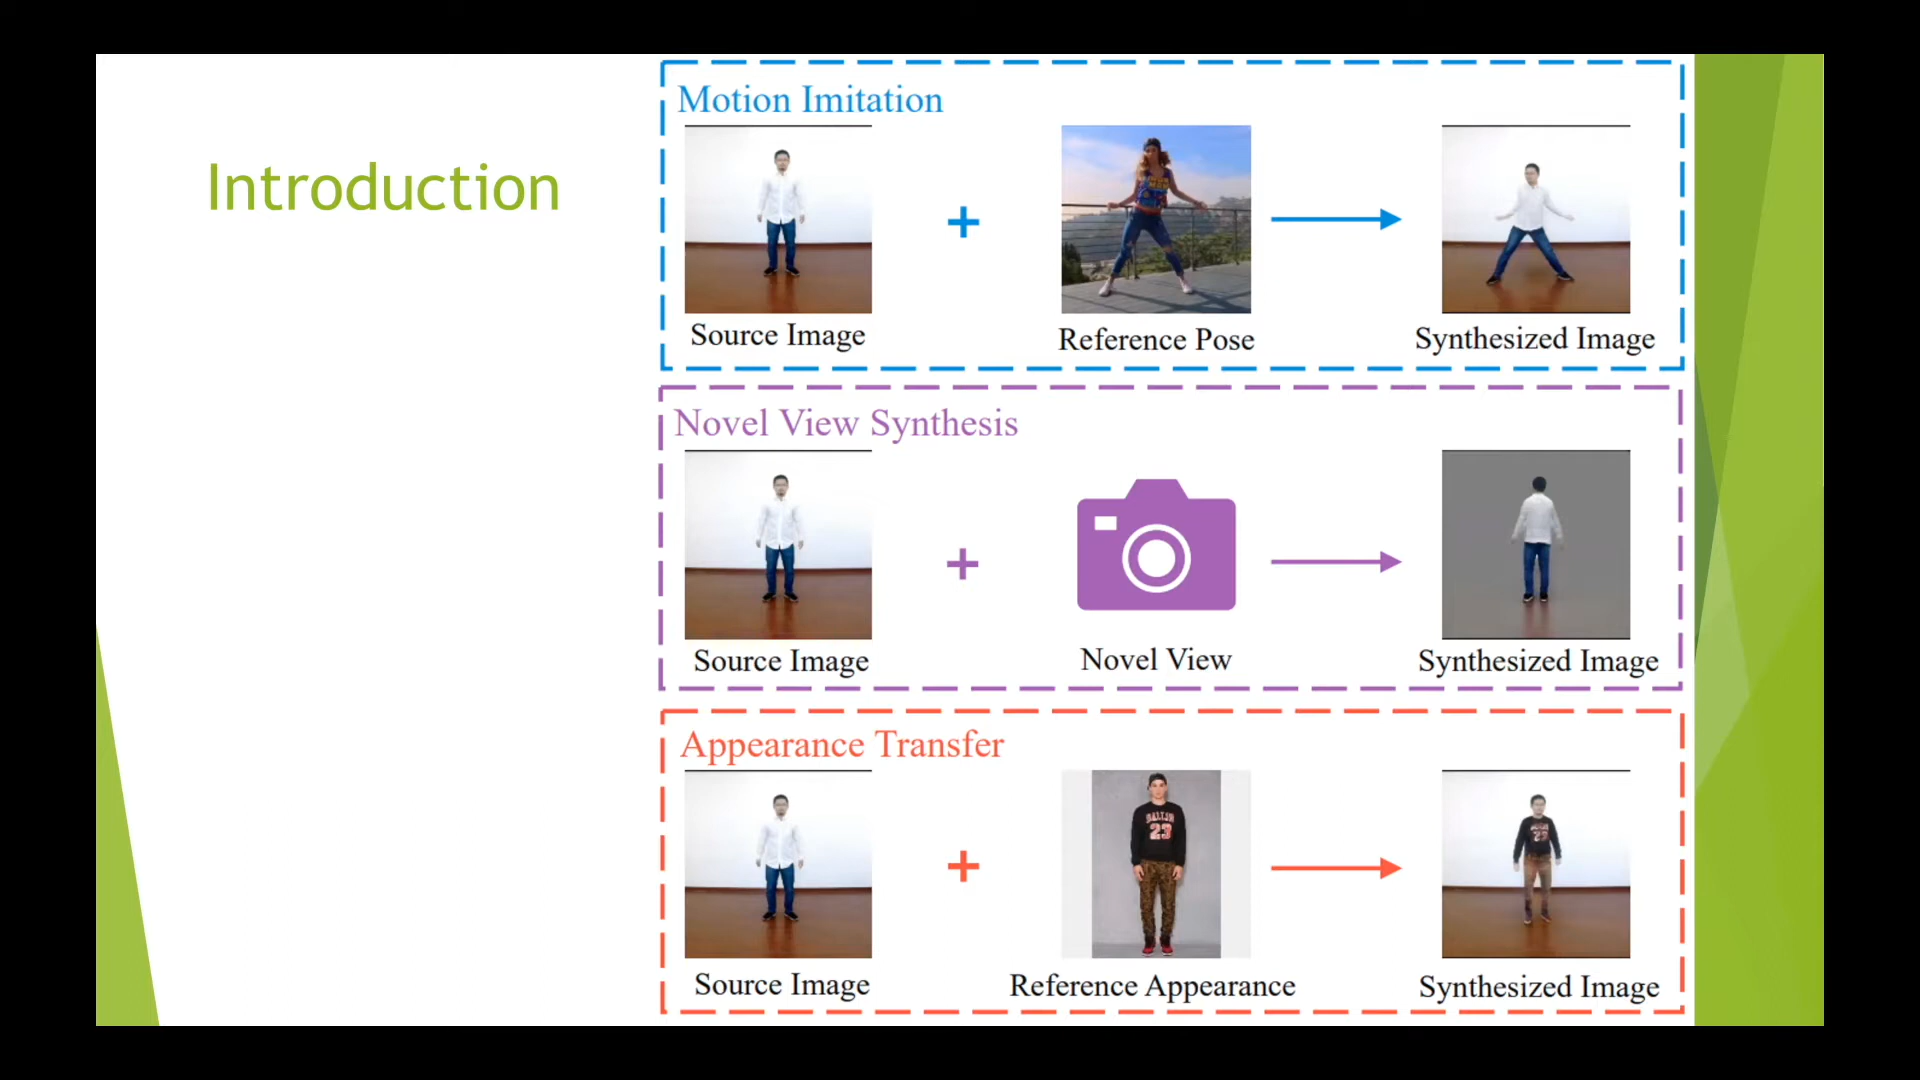 Introduction
Motion Imitation
Source Image
Reference Pose
Synthesized Image
Novel View Synthesis
Source Image
Novel View
Synthesized Image
Appearance Transfer
23
Source Image
Reference Appearance
Synthesized Image